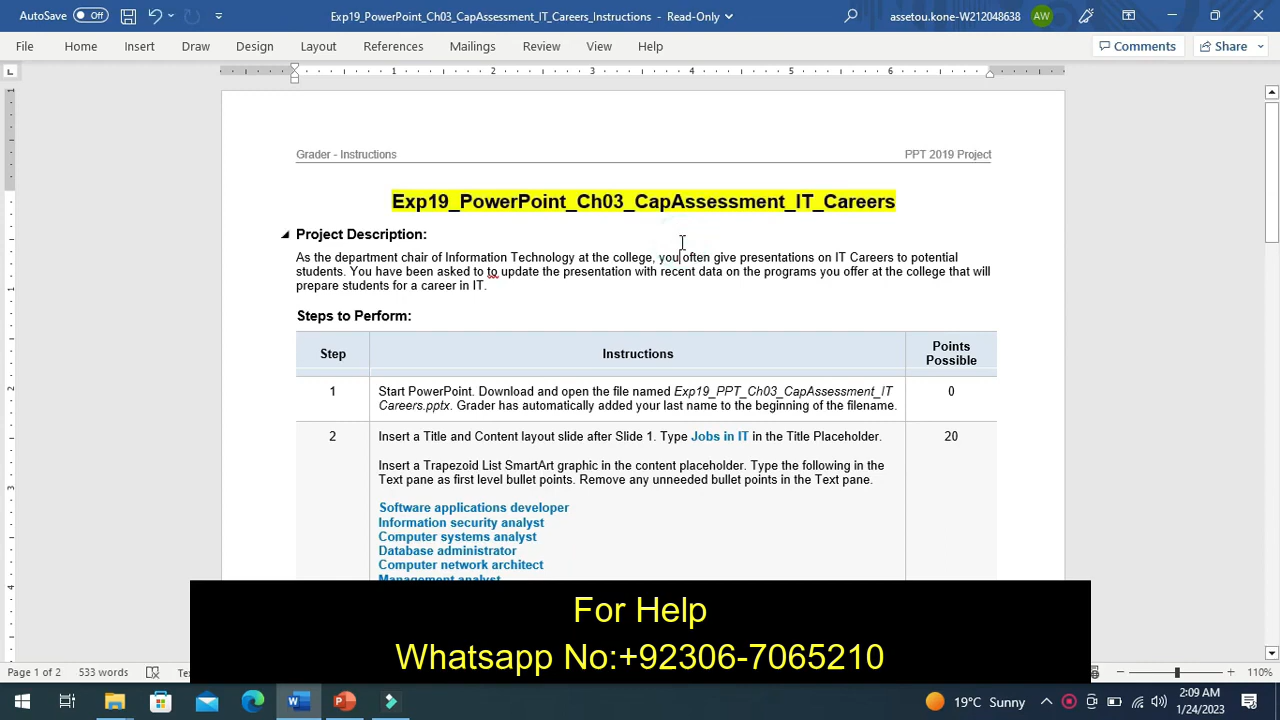 AutoSave Off Exp19_PowerPoint_Ch03_CapAssessment_IT_Careers_Instructions - Read-Only assetou.kone-W212048638 AW
File Home Insert Draw Design Layout References Mailings Review View Help Comments Share
1 2 3 4 5 6
Grader - Instructions PPT 2019 Project
Exp19_PowerPoint_Ch03_CapAssessment_IT_Careers
Project Description:
As the department chair of Information Technology at the college, you often give presentations on IT Careers to potential
students. You have been asked to to update the presentation with recent data on the programs you offer at the college that will
prepare students for a career in IT.
Steps to Perform:
Step Instructions Points Possible
1 Start PowerPoint. Download and open the file named Exp19_PPT_Ch03_CapAssessment_IT 0
Careers.pptx. Grader has automatically added your last name to the beginning of the filename.
2 Insert a Title and Content layout slide after Slide 1. Type Jobs in IT in the Title Placeholder. 20
Insert a Trapezoid List SmartArt graphic in the content placeholder. Type the following in the
Text pane as first level bullet points. Remove any unneeded bullet points in the Text pane.
Software applications developer
Information security analyst
Computer systems analyst
Database administrator
Computer network architect
Management analyst
For Help
Whatsapp No:+92306-7065210
Page 1 of 2 533 words 110%
19°C Sunny 2:09 AM
1/24/2023